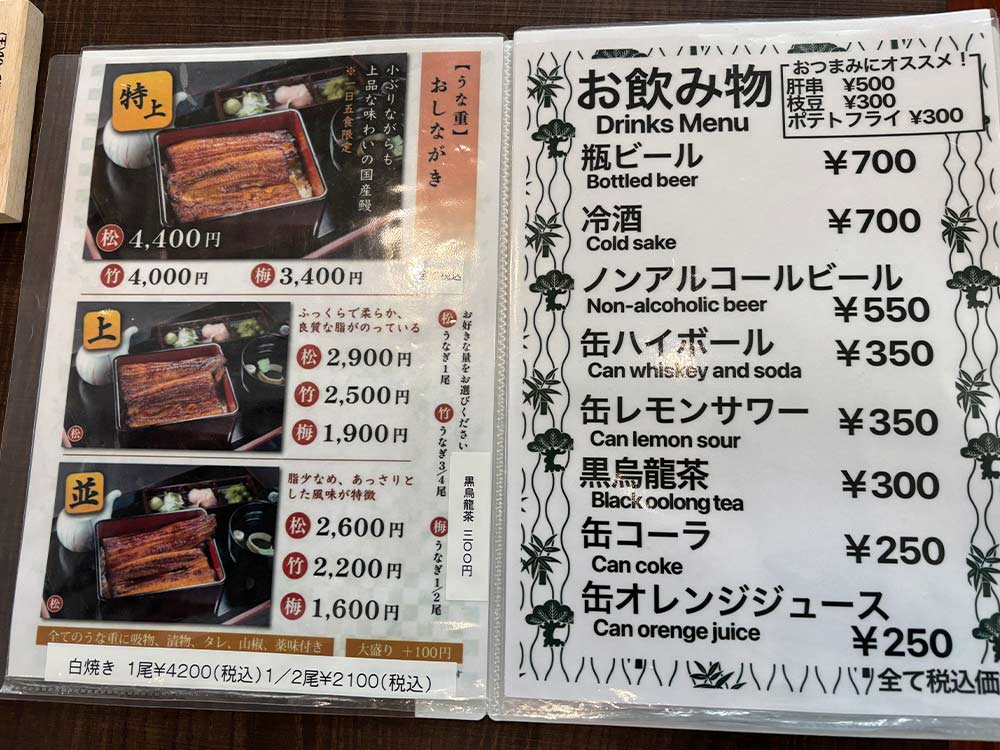 【うな重】
おしながき
特上
小ぶりながらも
上品な味わいの国産鰻
※一日五食限定
松 4,400円
竹 4,000円 梅 3,400円
上
ふっくらで柔らか、
良質な脂がのっている
松 2,900円
竹 2,500円
梅 1,900円
松
並
脂少なめ、あっさりと
した風味が特徴
松 2,600円
竹 2,200円
梅 1,600円
松
お好きな量をお選びください
松 うなぎ1尾 竹 うなぎ3/4尾 梅 うなぎ1/2尾
黒烏龍茶 三〇〇円
全てのうな重に吸物、漬物、タレ、山椒、薬味付き
大盛り +100円
白焼き 1尾¥4200(税込)1/2尾¥2100(税込)
お飲み物
Drinks Menu
おつまみにオススメ!
肝串 ¥500
枝豆 ¥300
ポテトフライ ¥300
瓶ビール ¥700
Bottled beer
冷酒 ¥700
Cold sake
ノンアルコールビール
Non-alcoholic beer ¥550
缶ハイボール ¥350
Can whiskey and soda
缶レモンサワー ¥350
Can lemon sour
黒烏龍茶 ¥300
Black oolong tea
缶コーラ ¥250
Can coke
缶オレンジジュース
Can orenge juice ¥250
全て税込価